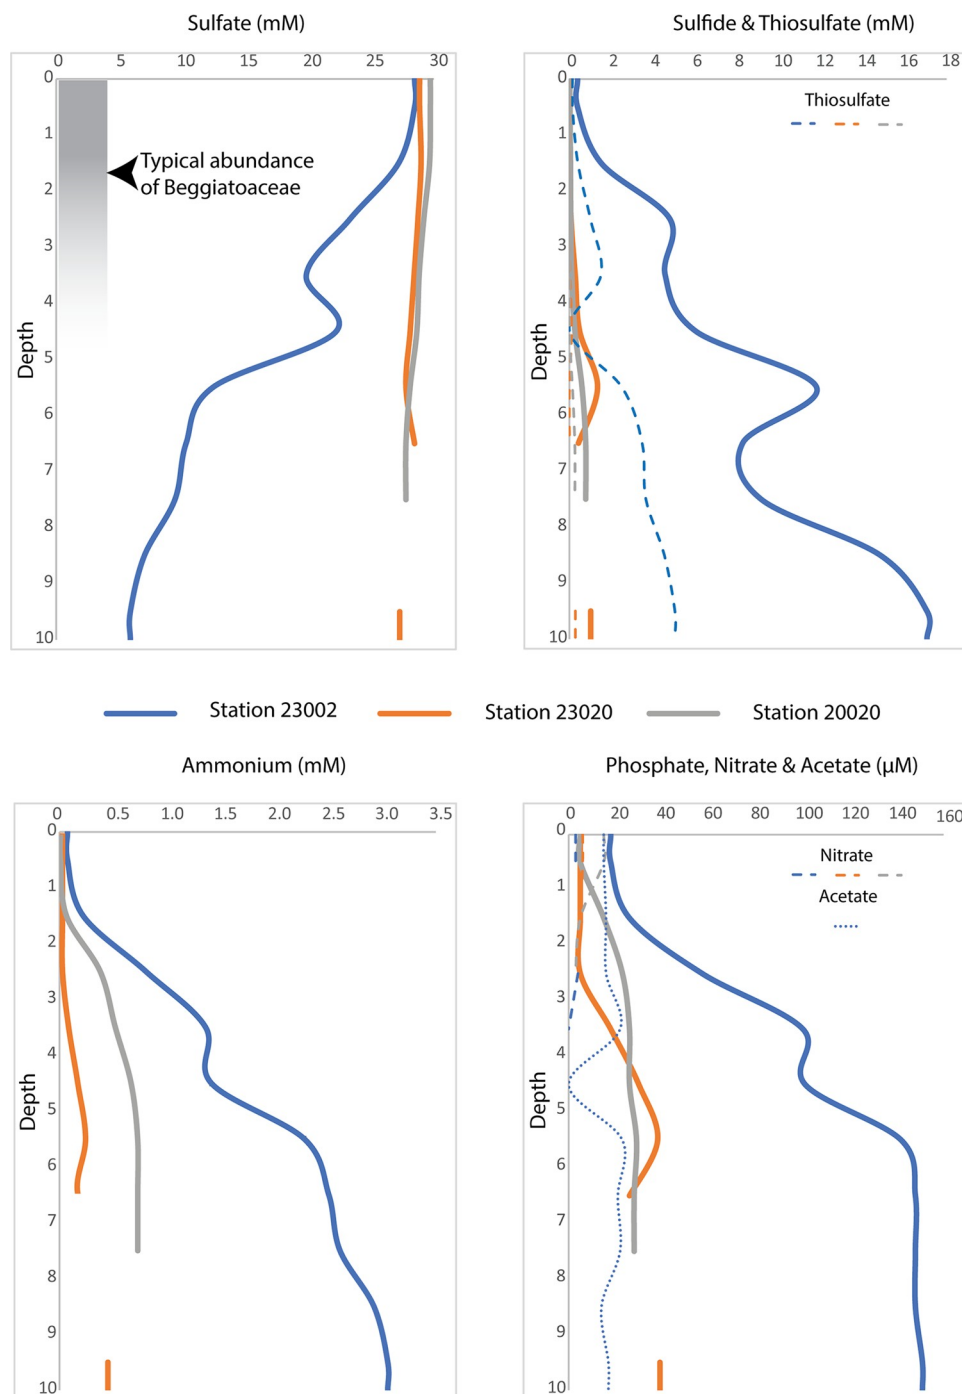 Sulfate (mM)
0 5 10 15 20 25 30
0
1
2
3
4
5
6
7
8
9
10
Depth
Typical abundance
of Beggiatoaceae
Sulfide & Thiosulfate (mM)
0 2 4 6 8 10 12 14 16 18
0
1
2
3
4
5
6
7
8
9
10
Depth
Thiosulfate
Station 23002 Station 23020 Station 20020
Ammonium (mM)
0 0.5 1.0 1.5 2.0 2.5 3.0 3.5
0
1
2
3
4
5
6
7
8
9
10
Depth
Phosphate, Nitrate & Acetate (µM)
0 20 40 60 80 100 120 140 160
0
1
2
3
4
5
6
7
8
9
10
Depth
Nitrate
Acetate